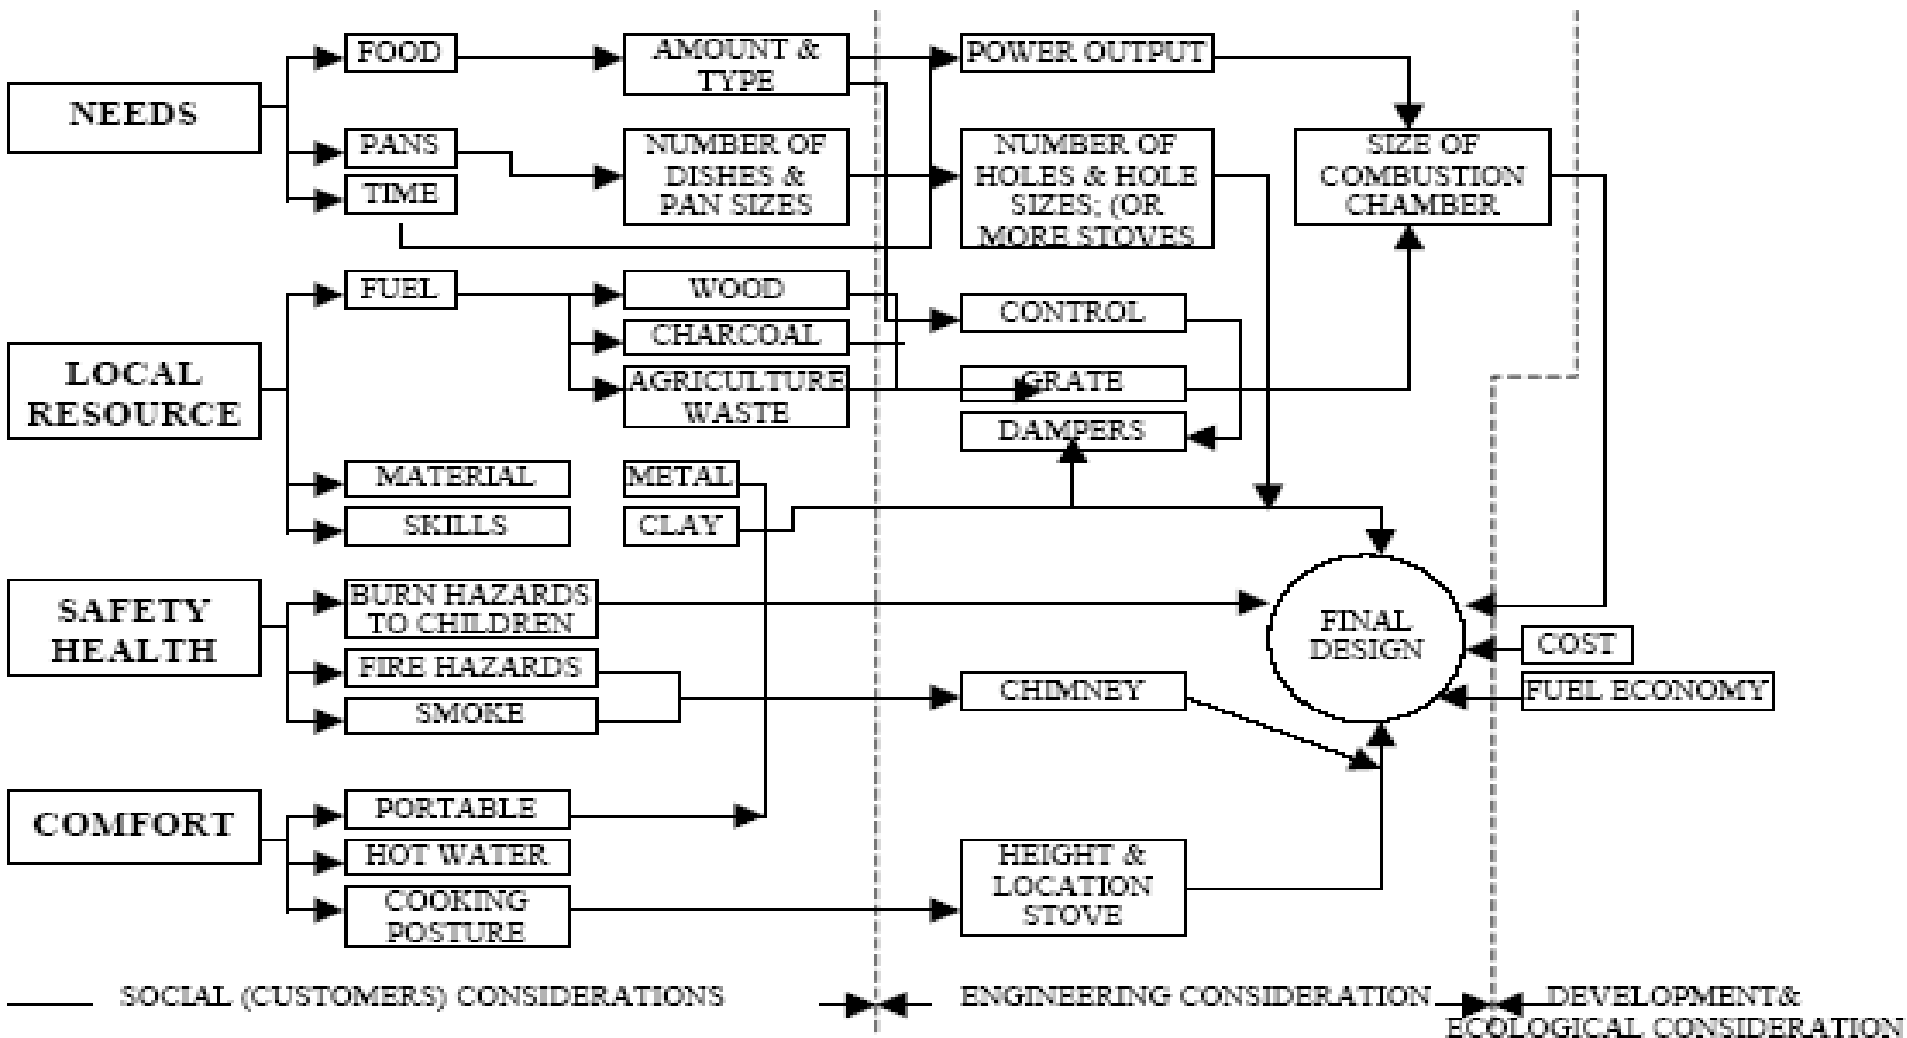 NEEDS
FOOD
PANS
TIME
AMOUNT &
TYPE
NUMBER OF
DISHES &
PAN SIZES
POWER OUTPUT
NUMBER OF
HOLES & HOLE
SIZES; (OR
MORE STOVES
SIZE OF
COMBUSTION
CHAMBER
LOCAL
RESOURCE
FUEL
MATERIAL
SKILLS
WOOD
CHARCOAL
AGRICULTURE
WASTE
METAL
CLAY
CONTROL
GRATE
DAMPERS
SAFETY
HEALTH
BURN HAZARDS
TO CHILDREN
FIRE HAZARDS
SMOKE
CHIMNEY
FINAL
DESIGN
COST
FUEL ECONOMY
COMFORT
PORTABLE
HOT WATER
COOKING
POSTURE
HEIGHT &
LOCATION
STOVE
SOCIAL (CUSTOMERS) CONSIDERATIONS
ENGINEERING CONSIDERATION
DEVELOPMENT&
ECOLOGICAL CONSIDERATION